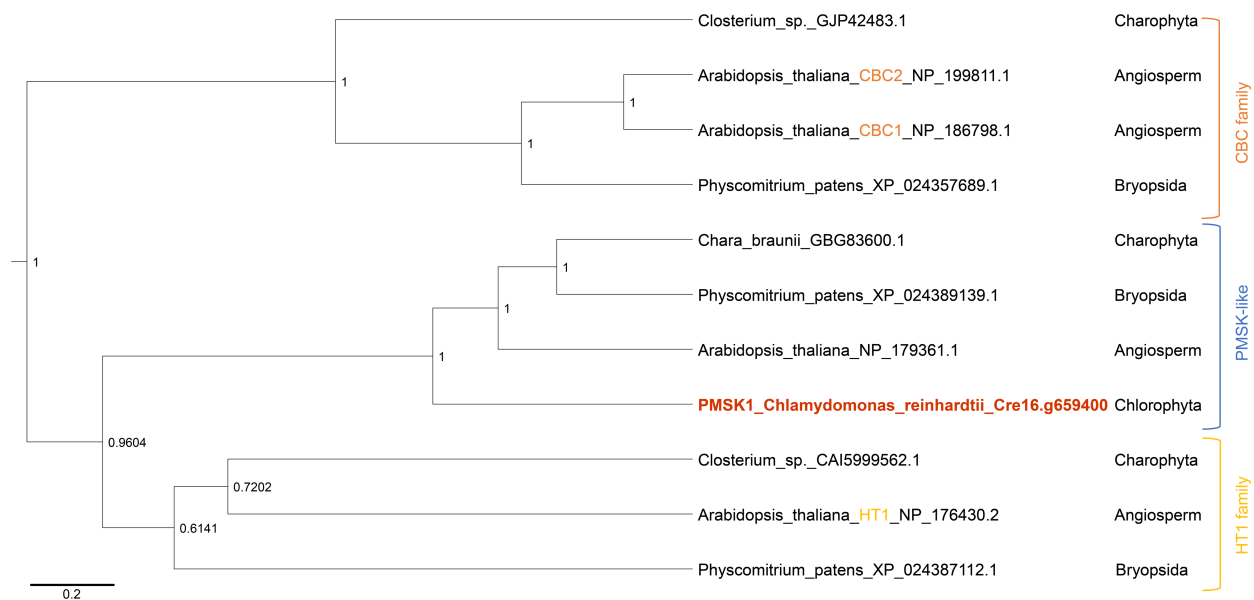 Closterium_sp._GJP42483.1 Charophyta
Arabidopsis_thaliana_CBC2_NP_199811.1 Angiosperm
1
1
Arabidopsis_thaliana_CBC1_NP_186798.1 Angiosperm
1
Physcomitrium_patens_XP_024357689.1 Bryopsida
CBC family
Chara_braunii_GBG83600.1 Charophyta
1
1
Physcomitrium_patens_XP_024389139.1 Bryopsida
1
Arabidopsis_thaliana_NP_179361.1 Angiosperm
1
PMSK1_Chlamydomonas_reinhardtii_Cre16.g659400 Chlorophyta
PMSK-like
0.9604
Closterium_sp._CAI5999562.1 Charophyta
0.7202
Arabidopsis_thaliana_HT1_NP_176430.2 Angiosperm
0.6141
Physcomitrium_patens_XP_024387112.1 Bryopsida
HT1 family
0.2